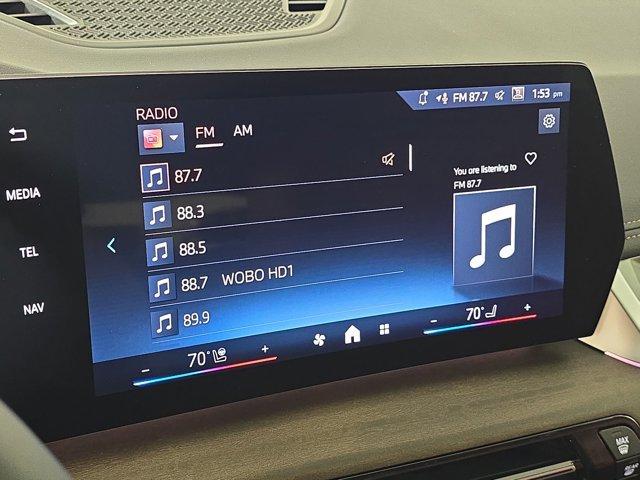 FM 87.7 1:53 pm
RADIO
FM AM
MEDIA
TEL
NAV
87.7
88.3
88.5
88.7 WOBO HD1
89.9
You are listening to
FM 87.7
- 70° +
- 70° +
MAX
REAR